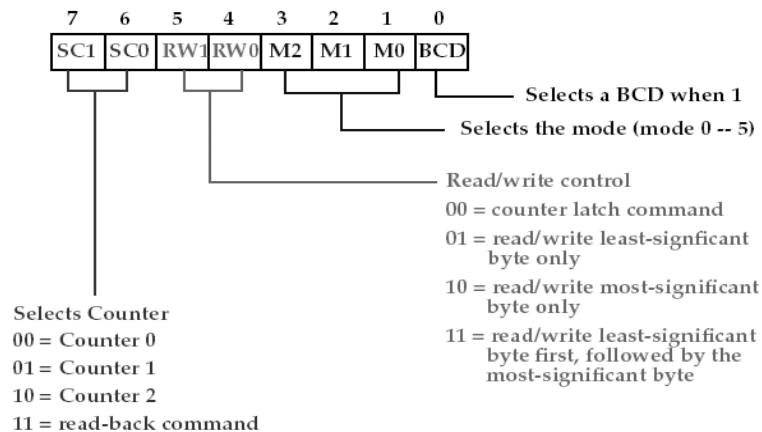 7 6 5 4 3 2 1 0
SC1 SC0 RW1 RW0 M2 M1 M0 BCD
Selects a BCD when 1
Selects the mode (mode 0 -- 5)
Read/write control
00 = counter latch command
01 = read/write least-signficant
byte only
10 = read/write most-significant
byte only
11 = read/write least-significant
byte first, followed by the
most-significant byte
Selects Counter
00 = Counter 0
01 = Counter 1
10 = Counter 2
11 = read-back command